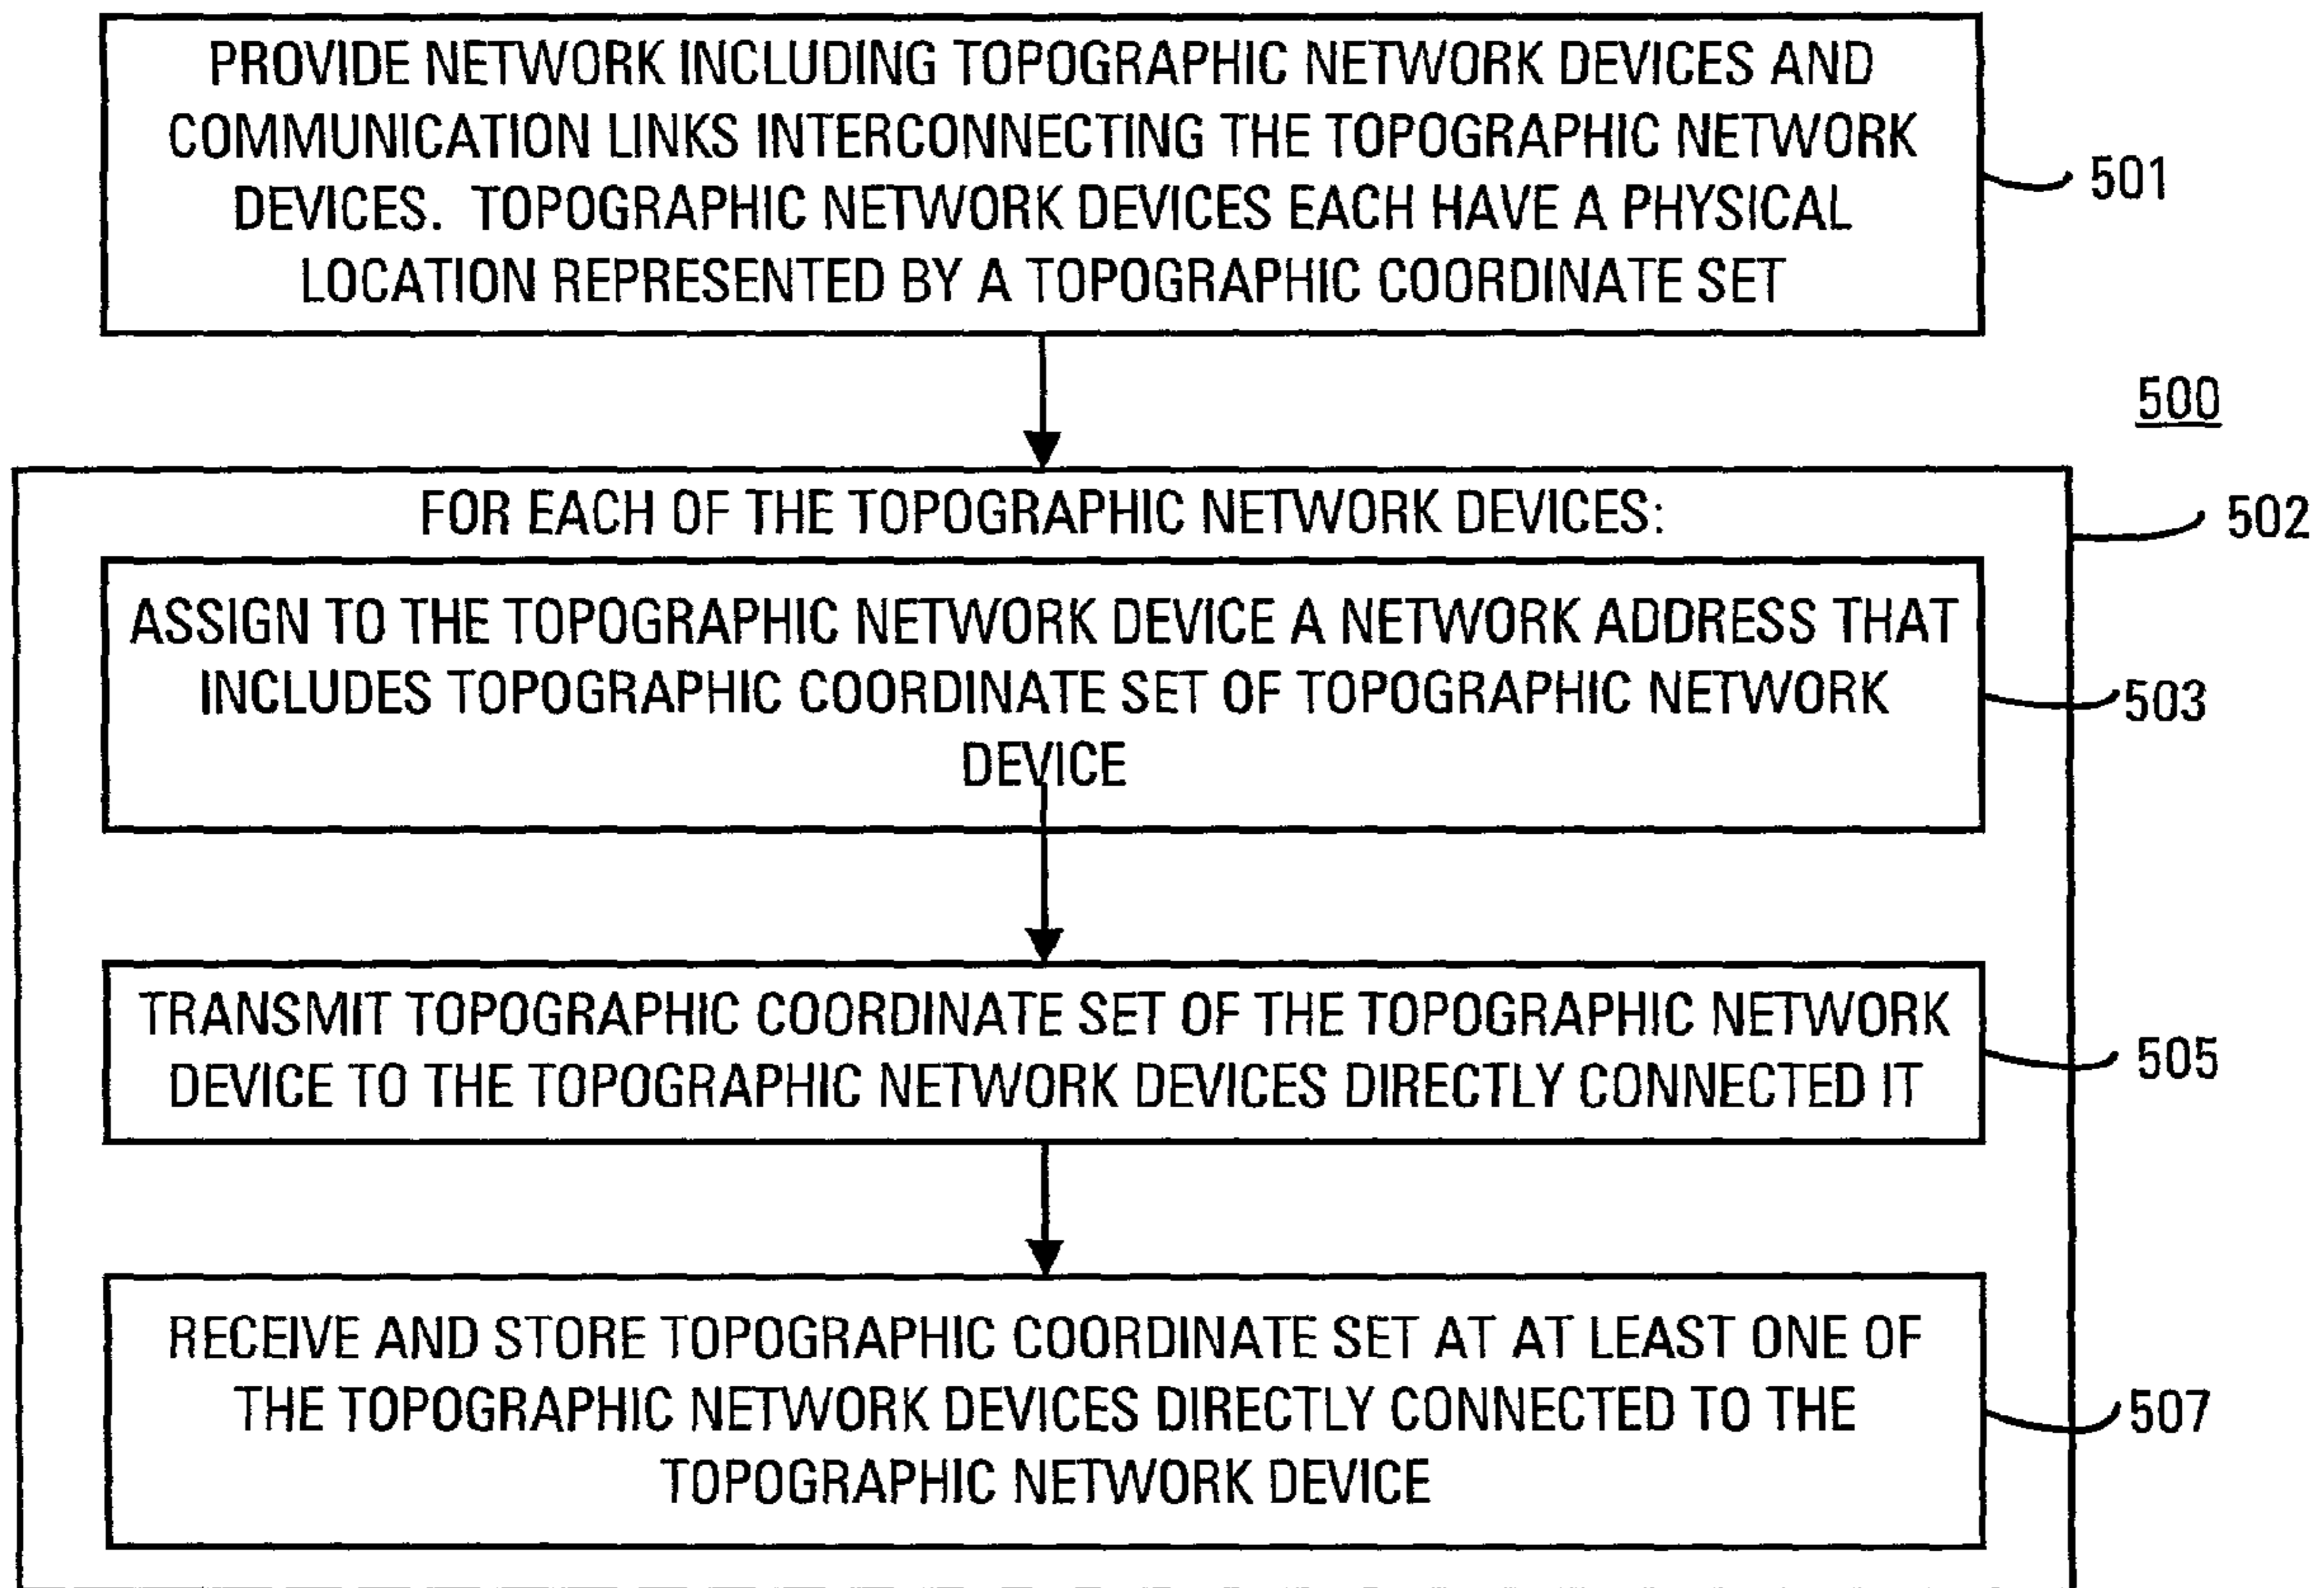 PROVIDE NETWORK INCLUDING TOPOGRAPHIC NETWORK DEVICES AND
COMMUNICATION LINKS INTERCONNECTING THE TOPOGRAPHIC NETWORK
DEVICES. TOPOGRAPHIC NETWORK DEVICES EACH HAVE A PHYSICAL
LOCATION REPRESENTED BY A TOPOGRAPHIC COORDINATE SET
501
500
FOR EACH OF THE TOPOGRAPHIC NETWORK DEVICES:
502
ASSIGN TO THE TOPOGRAPHIC NETWORK DEVICE A NETWORK ADDRESS THAT
INCLUDES TOPOGRAPHIC COORDINATE SET OF TOPOGRAPHIC NETWORK
DEVICE
503
TRANSMIT TOPOGRAPHIC COORDINATE SET OF THE TOPOGRAPHIC NETWORK
DEVICE TO THE TOPOGRAPHIC NETWORK DEVICES DIRECTLY CONNECTED IT
505
RECEIVE AND STORE TOPOGRAPHIC COORDINATE SET AT AT LEAST ONE OF
THE TOPOGRAPHIC NETWORK DEVICES DIRECTLY CONNECTED TO THE
TOPOGRAPHIC NETWORK DEVICE
507